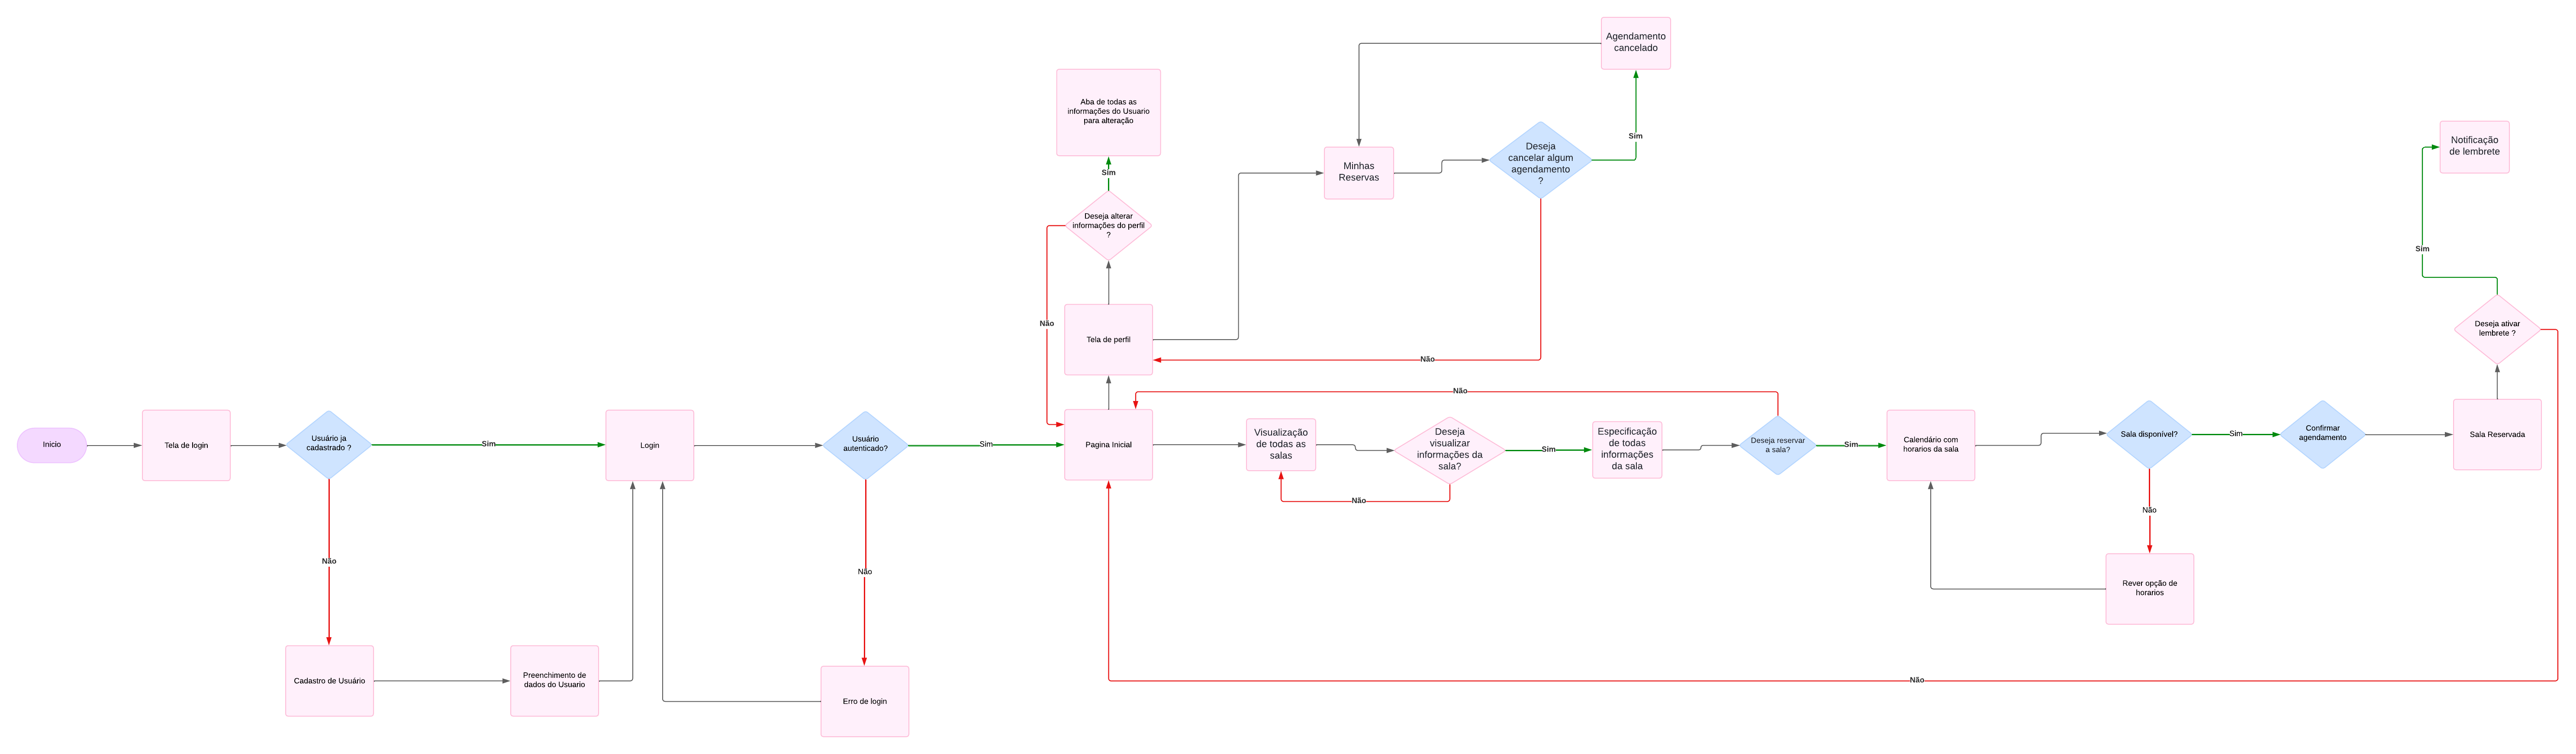 Agendamento
cancelado
Aba de todas as
informações do Usuario
para alteração
Sim
Sim
Minhas
Reservas
Deseja
cancelar algum
agendamento
?
Notificação
de lembrete
Deseja alterar
informações do perfil
?
Sim
Não
Tela de perfil
Não
Deseja ativar
lembrete ?
Não
Inicio
Tela de login
Usuário ja
cadastrado ?
Sim
Login
Usuário
autenticado?
Sim
Pagina Inicial
Visualização
de todas as
salas
Deseja
visualizar
informações da
sala?
Sim
Não
Especificação
de todas
informações
da sala
Deseja reservar
a sala?
Sim
Calendário com
horarios da sala
Sala disponível?
Sim
Confirmar
agendamento
Sala Reservada
Não
Não
Não
Rever opção de
horarios
Cadastro de Usuário
Preenchimento de
dados do Usuario
Erro de login
Não